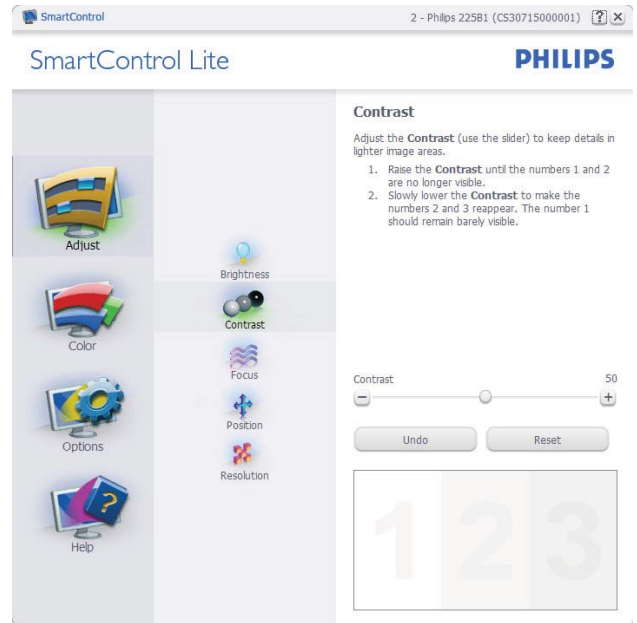 SmartControl
2 - Philips 225B1 (CS30715000001)
?
SmartControl Lite
PHILIPS
Adjust
Color
Options
?
Help
Brightness
Contrast
Focus
Position
Resolution
Contrast
Adjust the Contrast (use the slider) to keep details in
lighter image areas.
1. Raise the Contrast until the numbers 1 and 2
are no longer visible.
2. Slowly lower the Contrast to make the
numbers 2 and 3 reappear. The number 1
should remain barely visible.
Contrast 50
Undo Reset
1 2 3